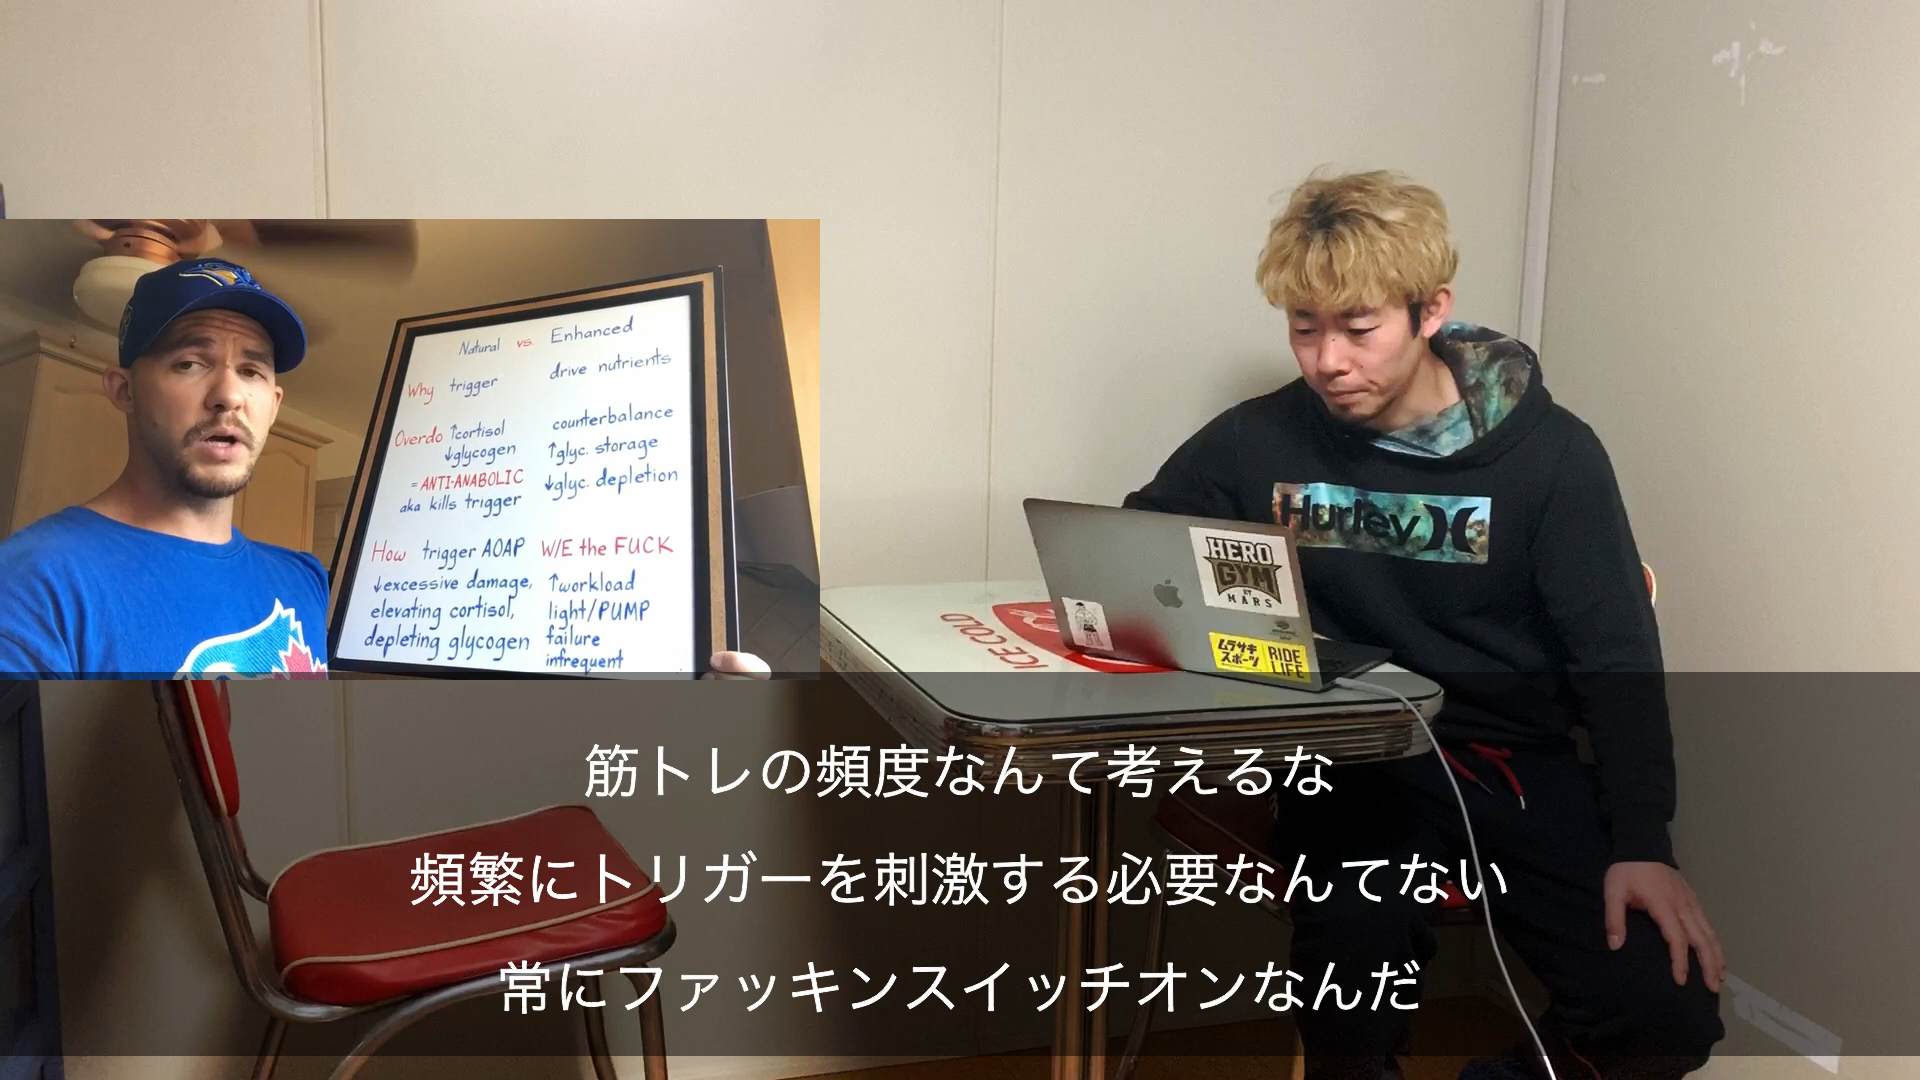 Natural vs. Enhanced
Why trigger drive nutrients
Overdo ↑cortisol counterbalance
↓glycogen ↑glyc. storage
= ANTI-ANABOLIC ↓glyc. depletion
aka kills trigger
How trigger AOAP W/E the FUCK
↓excessive damage, ↑workload
elevating cortisol, light/PUMP
depleting glycogen failure
infrequent
Hurley
HERO
GYM
BY
MARS
ICE-COLD
ムラサキ
スポーツ
RIDE
LIFE
筋トレの頻度なんて考えるな
頻繁にトリガーを刺激する必要なんてない
常にファッキンスイッチオンなんだ